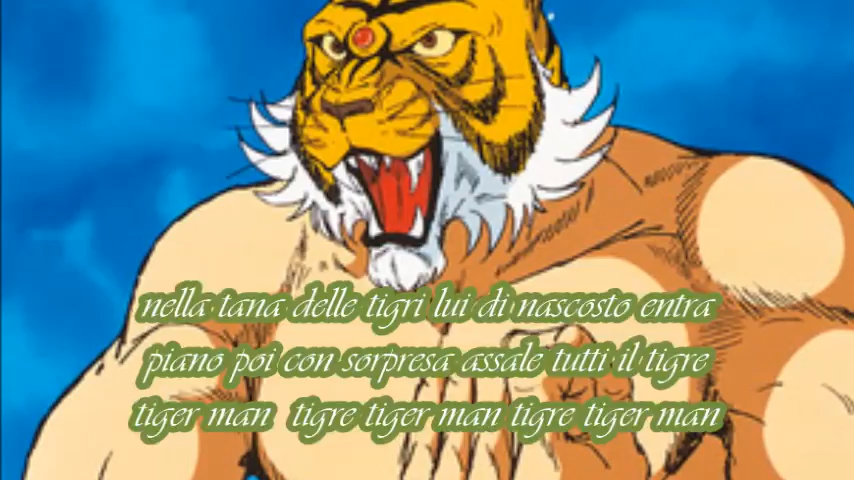 nella tana delle tigri lui di nascosto entra
piano poi con sorpresa assale tutti il tigre
tiger man tigre tiger man tigre tiger man